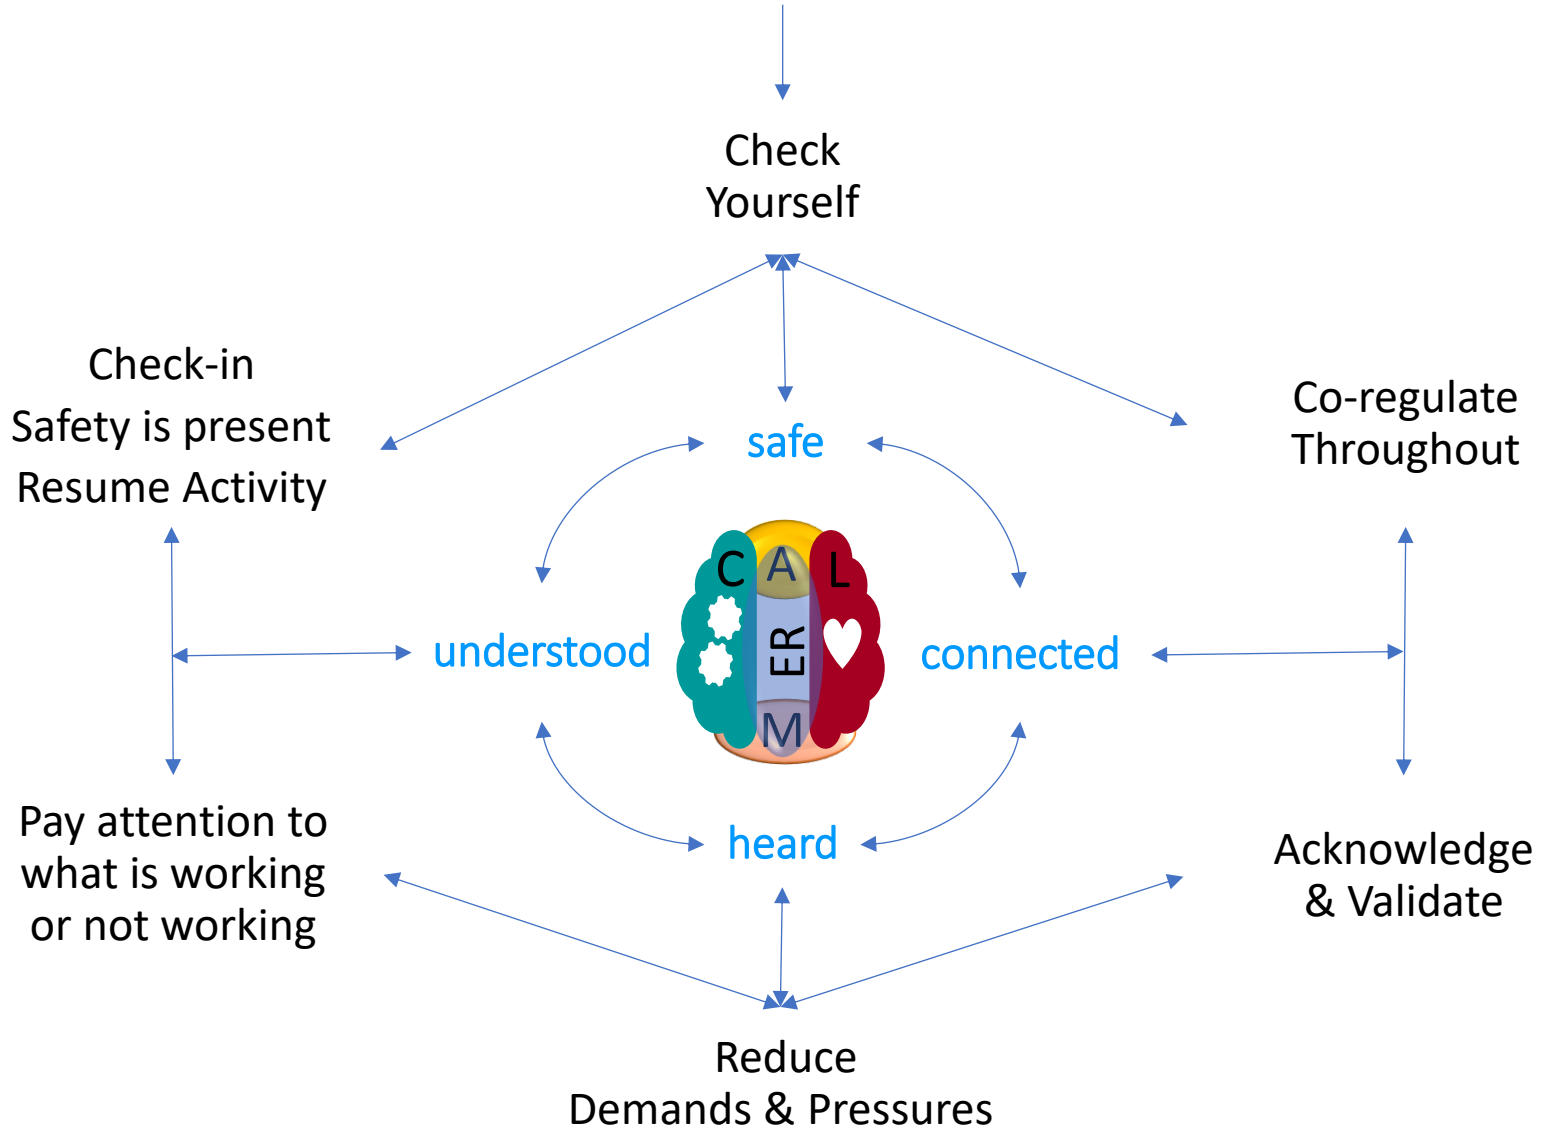 Check
Yourself
Check-in
Safety is present
Resume Activity
Co-regulate
Throughout
safe
C A L
ER
M
understood
connected
heard
Pay attention to
what is working
or not working
Acknowledge
& Validate
Reduce
Demands & Pressures